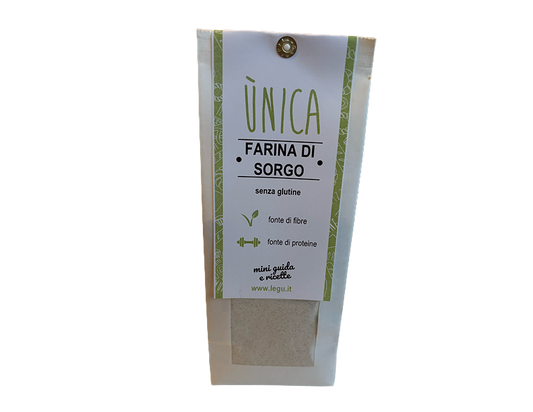 ÙNICA
FARINA DI
SORGO
senza glutine
fonte di fibre
fonte di proteine
mini guida
e ricette
www.legu.it